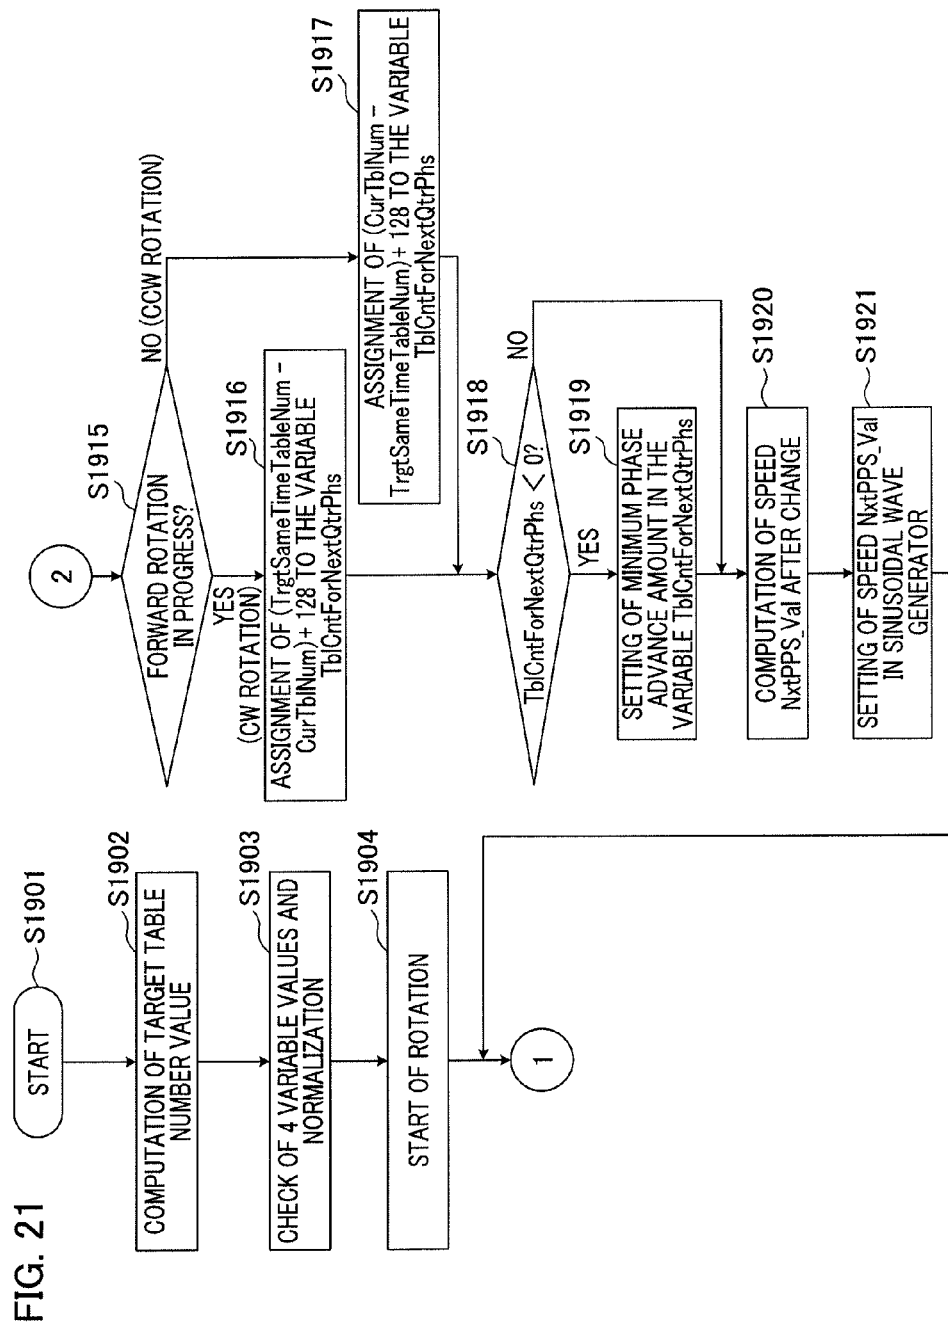 FIG. 21
START
S1901
COMPUTATION OF TARGET TABLE
NUMBER VALUE
S1902
CHECK OF 4 VARIABLE VALUES AND
NORMALIZATION
S1903
START OF ROTATION
S1904
1
2
FORWARD ROTATION
IN PROGRESS?
S1915
YES
(CW ROTATION)
NO (CCW ROTATION)
ASSIGNMENT OF (TrgtSameTimeTableNum -
CurTblNum) + 128 TO THE VARIABLE
TblCntForNextQtrPhs
S1916
ASSIGNMENT OF (CurTblNum -
TrgtSameTimeTableNum) + 128 TO THE VARIABLE
TblCntForNextQtrPhs
S1917
TblCntForNextQtrPhs < 0?
S1918
NO
YES
SETTING OF MINIMUM PHASE
ADVANCE AMOUNT IN THE
VARIABLE TblCntForNextQtrPhs
S1919
COMPUTATION OF SPEED
NxtPPS_Val AFTER CHANGE
S1920
SETTING OF SPEED NxtPPS_Val
IN SINUSOIDAL WAVE
GENERATOR
S1921